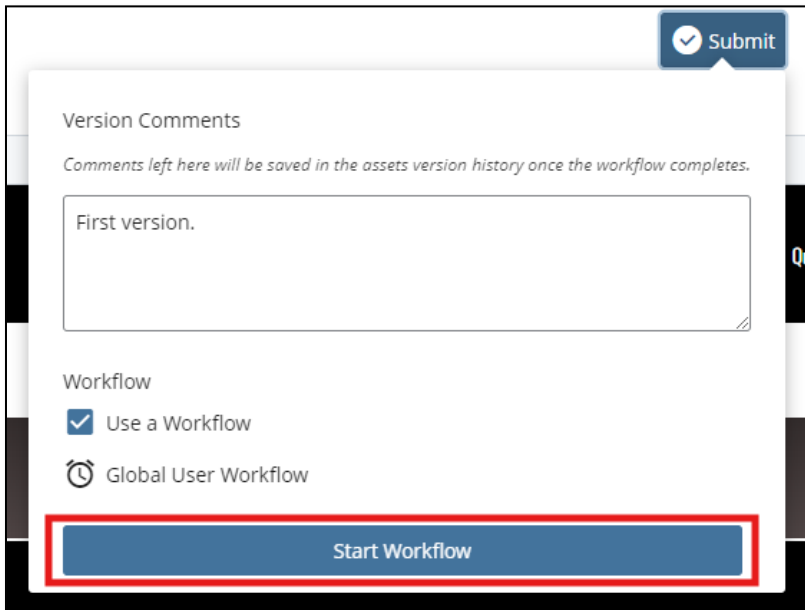 Submit
Version Comments
Comments left here will be saved in the assets version history once the workflow completes.
First version.
Workflow
Use a Workflow
Global User Workflow
Start Workflow